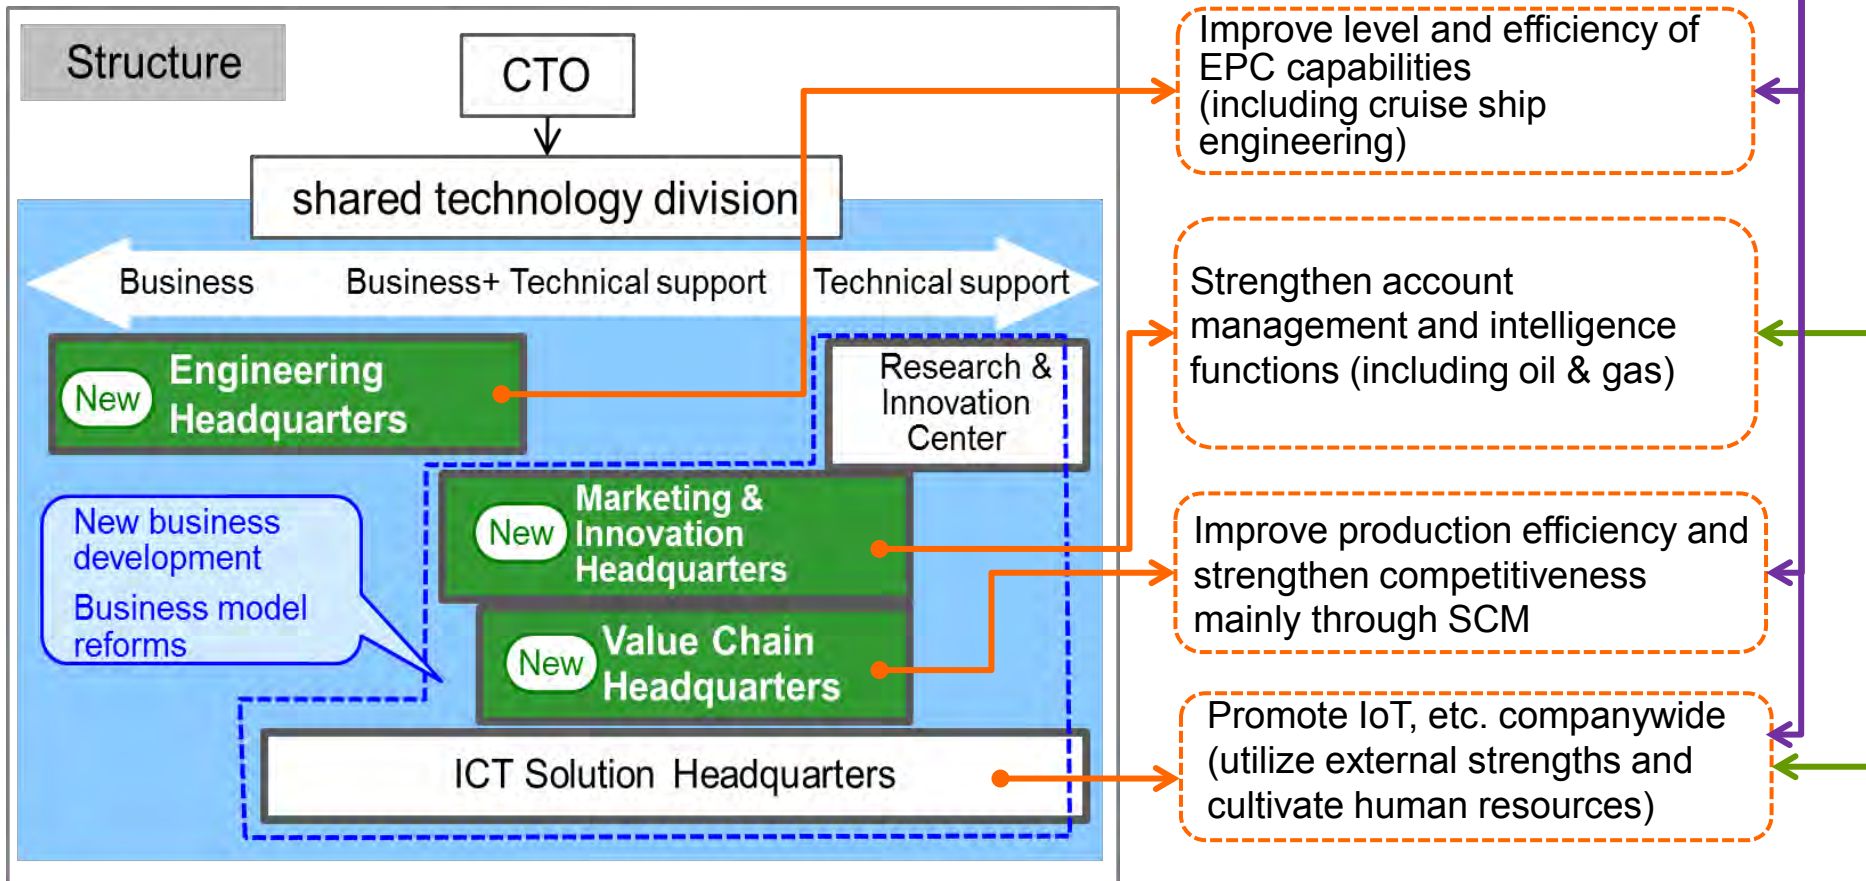 Structure
CTO
shared technology division
Business
Business+ Technical support
Technical support
New
Engineering
Headquarters
Research &
Innovation
Center
New
Marketing &
Innovation
Headquarters
New business
development
Business model
reforms
New
Value Chain
Headquarters
ICT Solution Headquarters
Improve level and efficiency of
EPC capabilities
(including cruise ship
engineering)
Strengthen account
management and intelligence
functions (including oil & gas)
Improve production efficiency and
strengthen competitiveness
mainly through SCM
Promote IoT, etc. companywide
(utilize external strengths and
cultivate human resources)